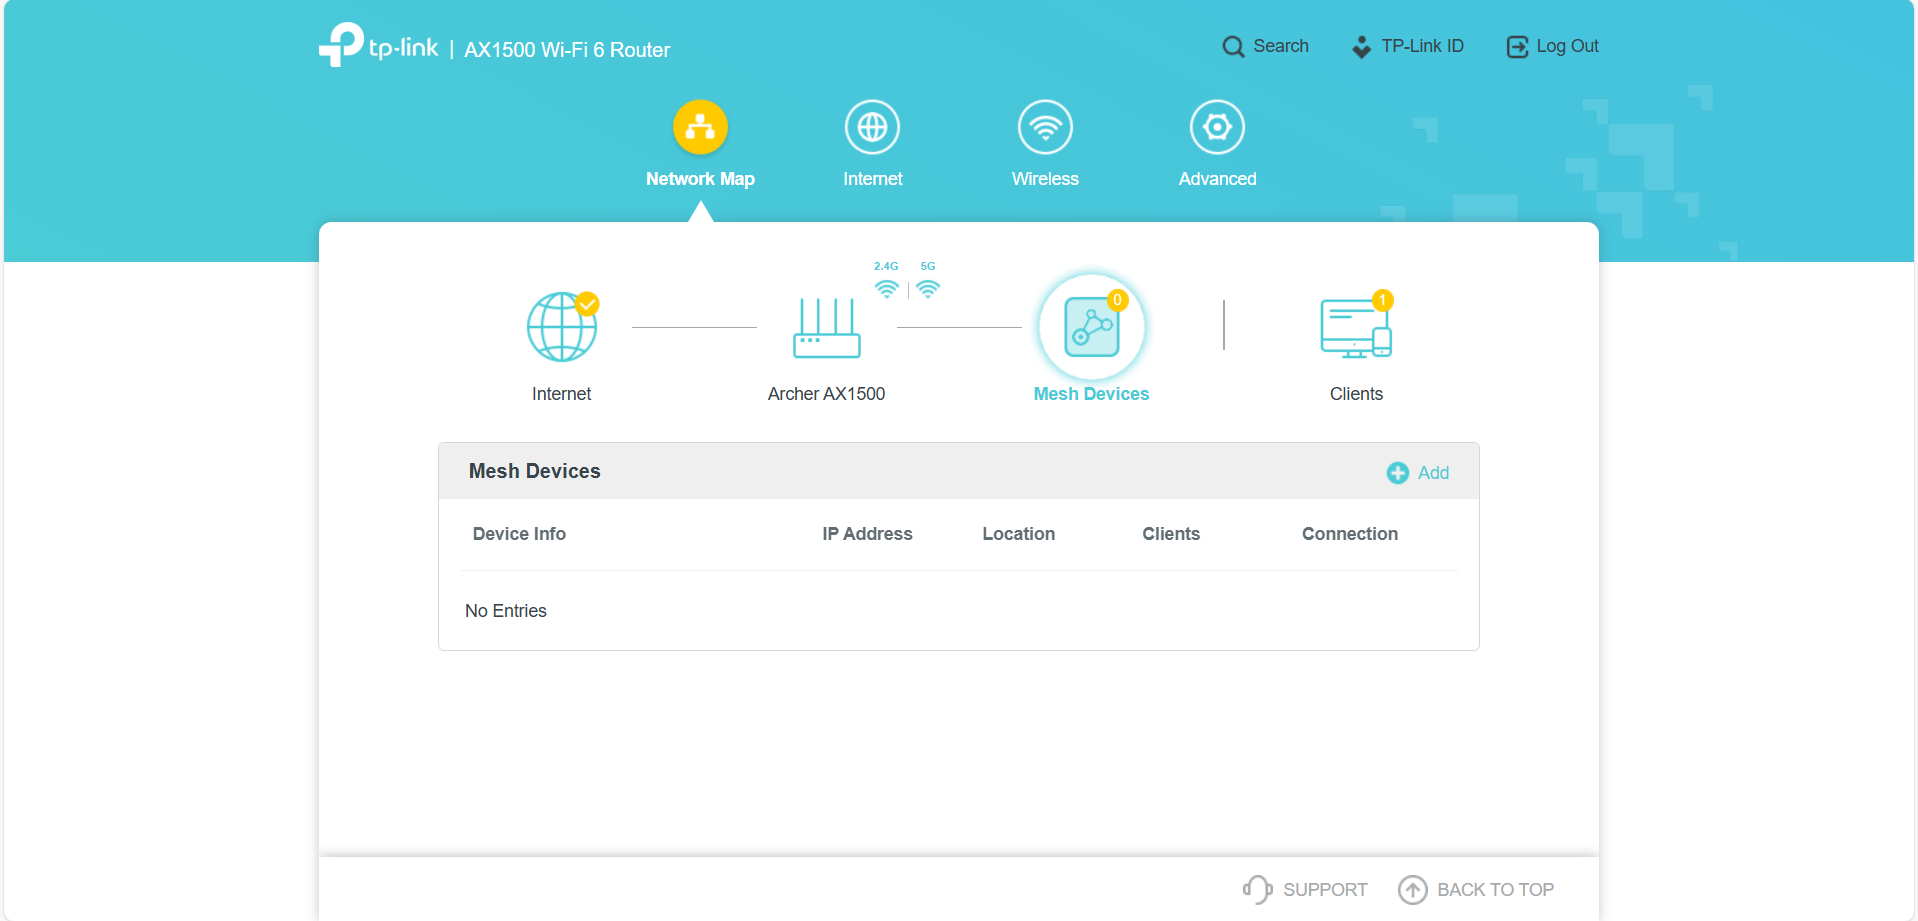 tp-link | AX1500 Wi-Fi 6 Router
Search
TP-Link ID
Log Out
Network Map
Internet
Wireless
Advanced
2.4G
5G
0
1
Internet
Archer AX1500
Mesh Devices
Clients
Mesh Devices
Add
Device Info
IP Address
Location
Clients
Connection
No Entries
SUPPORT
BACK TO TOP